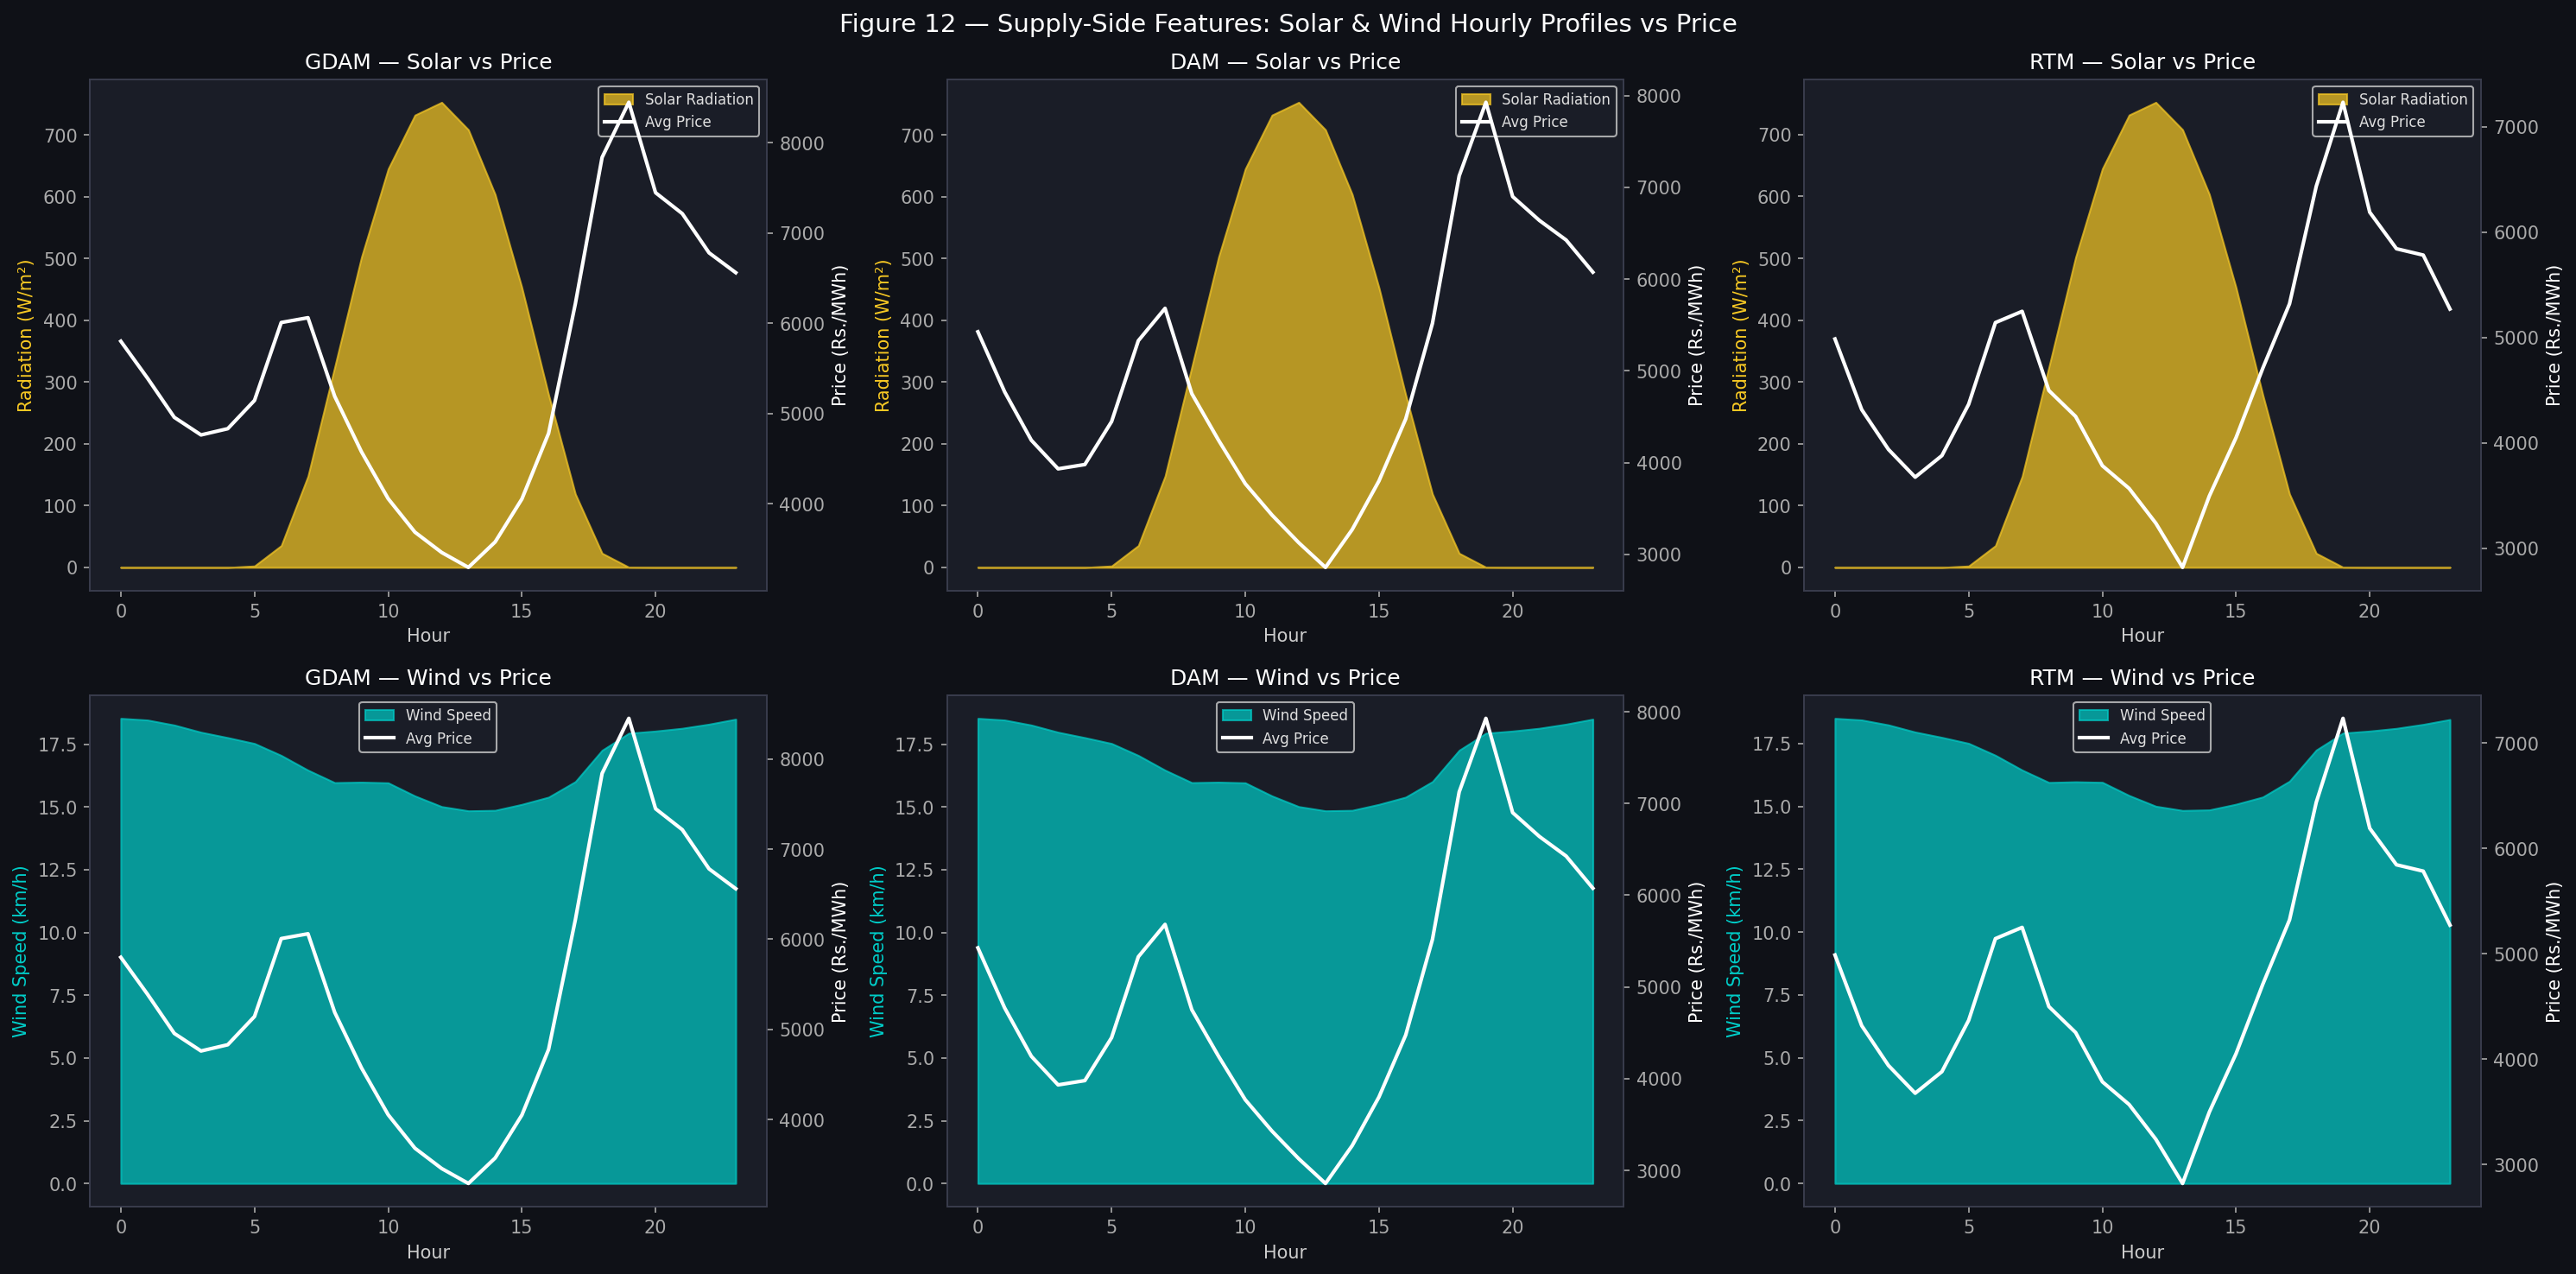 Figure 12 — Supply-Side Features: Solar & Wind Hourly Profiles vs Price
GDAM — Solar vs Price
Solar Radiation
Avg Price
Radiation (W/m²)
700
600
500
400
300
200
100
0
8000
7000
6000
5000
4000
Price (Rs./MWh)
0 5 10 15 20
Hour
DAM — Solar vs Price
Solar Radiation
Avg Price
Radiation (W/m²)
700
600
500
400
300
200
100
0
8000
7000
6000
5000
4000
3000
Price (Rs./MWh)
0 5 10 15 20
Hour
RTM — Solar vs Price
Solar Radiation
Avg Price
Radiation (W/m²)
700
600
500
400
300
200
100
0
7000
6000
5000
4000
3000
Price (Rs./MWh)
0 5 10 15 20
Hour
GDAM — Wind vs Price
Wind Speed
Avg Price
Wind Speed (km/h)
17.5
15.0
12.5
10.0
7.5
5.0
2.5
0.0
8000
7000
6000
5000
4000
Price (Rs./MWh)
0 5 10 15 20
Hour
DAM — Wind vs Price
Wind Speed
Avg Price
Wind Speed (km/h)
17.5
15.0
12.5
10.0
7.5
5.0
2.5
0.0
8000
7000
6000
5000
4000
3000
Price (Rs./MWh)
0 5 10 15 20
Hour
RTM — Wind vs Price
Wind Speed
Avg Price
Wind Speed (km/h)
17.5
15.0
12.5
10.0
7.5
5.0
2.5
0.0
7000
6000
5000
4000
3000
Price (Rs./MWh)
0 5 10 15 20
Hour